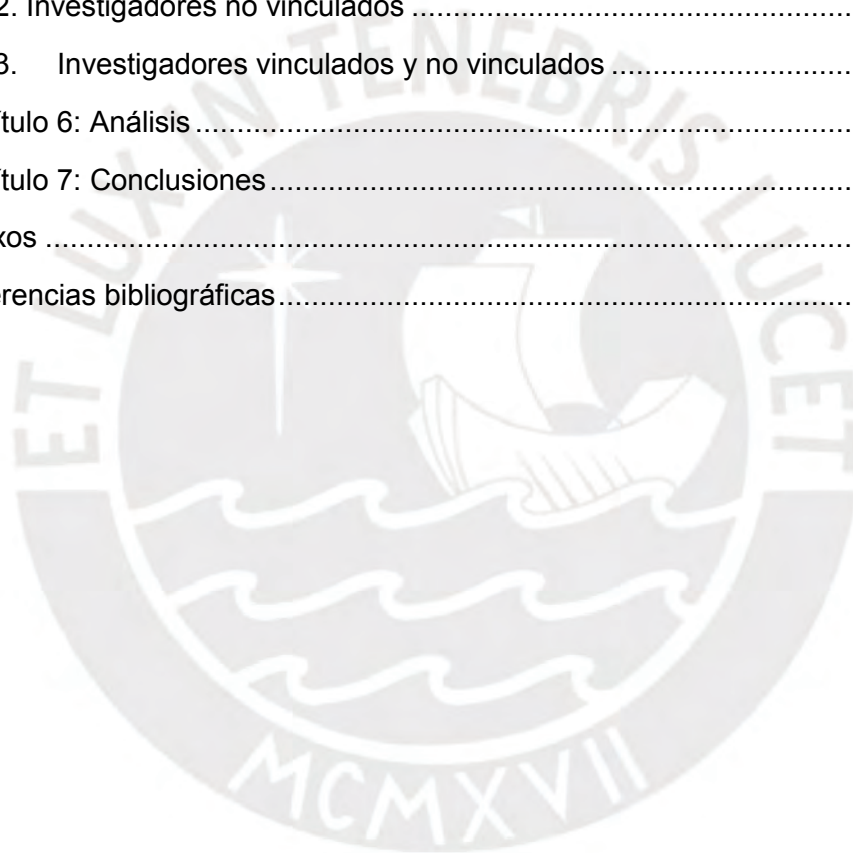 2. Investigadores no vinculados ........................................................
3. Investigadores vinculados y no vinculados ................................
ítulo 6: Análisis ....................................................................................
ítulo 7: Conclusiones ..........................................................................
xos ........................................................................................................
erencias bibliográficas .........................................................................
ET LUX IN TENEBRIS LUCET
MCMXVII